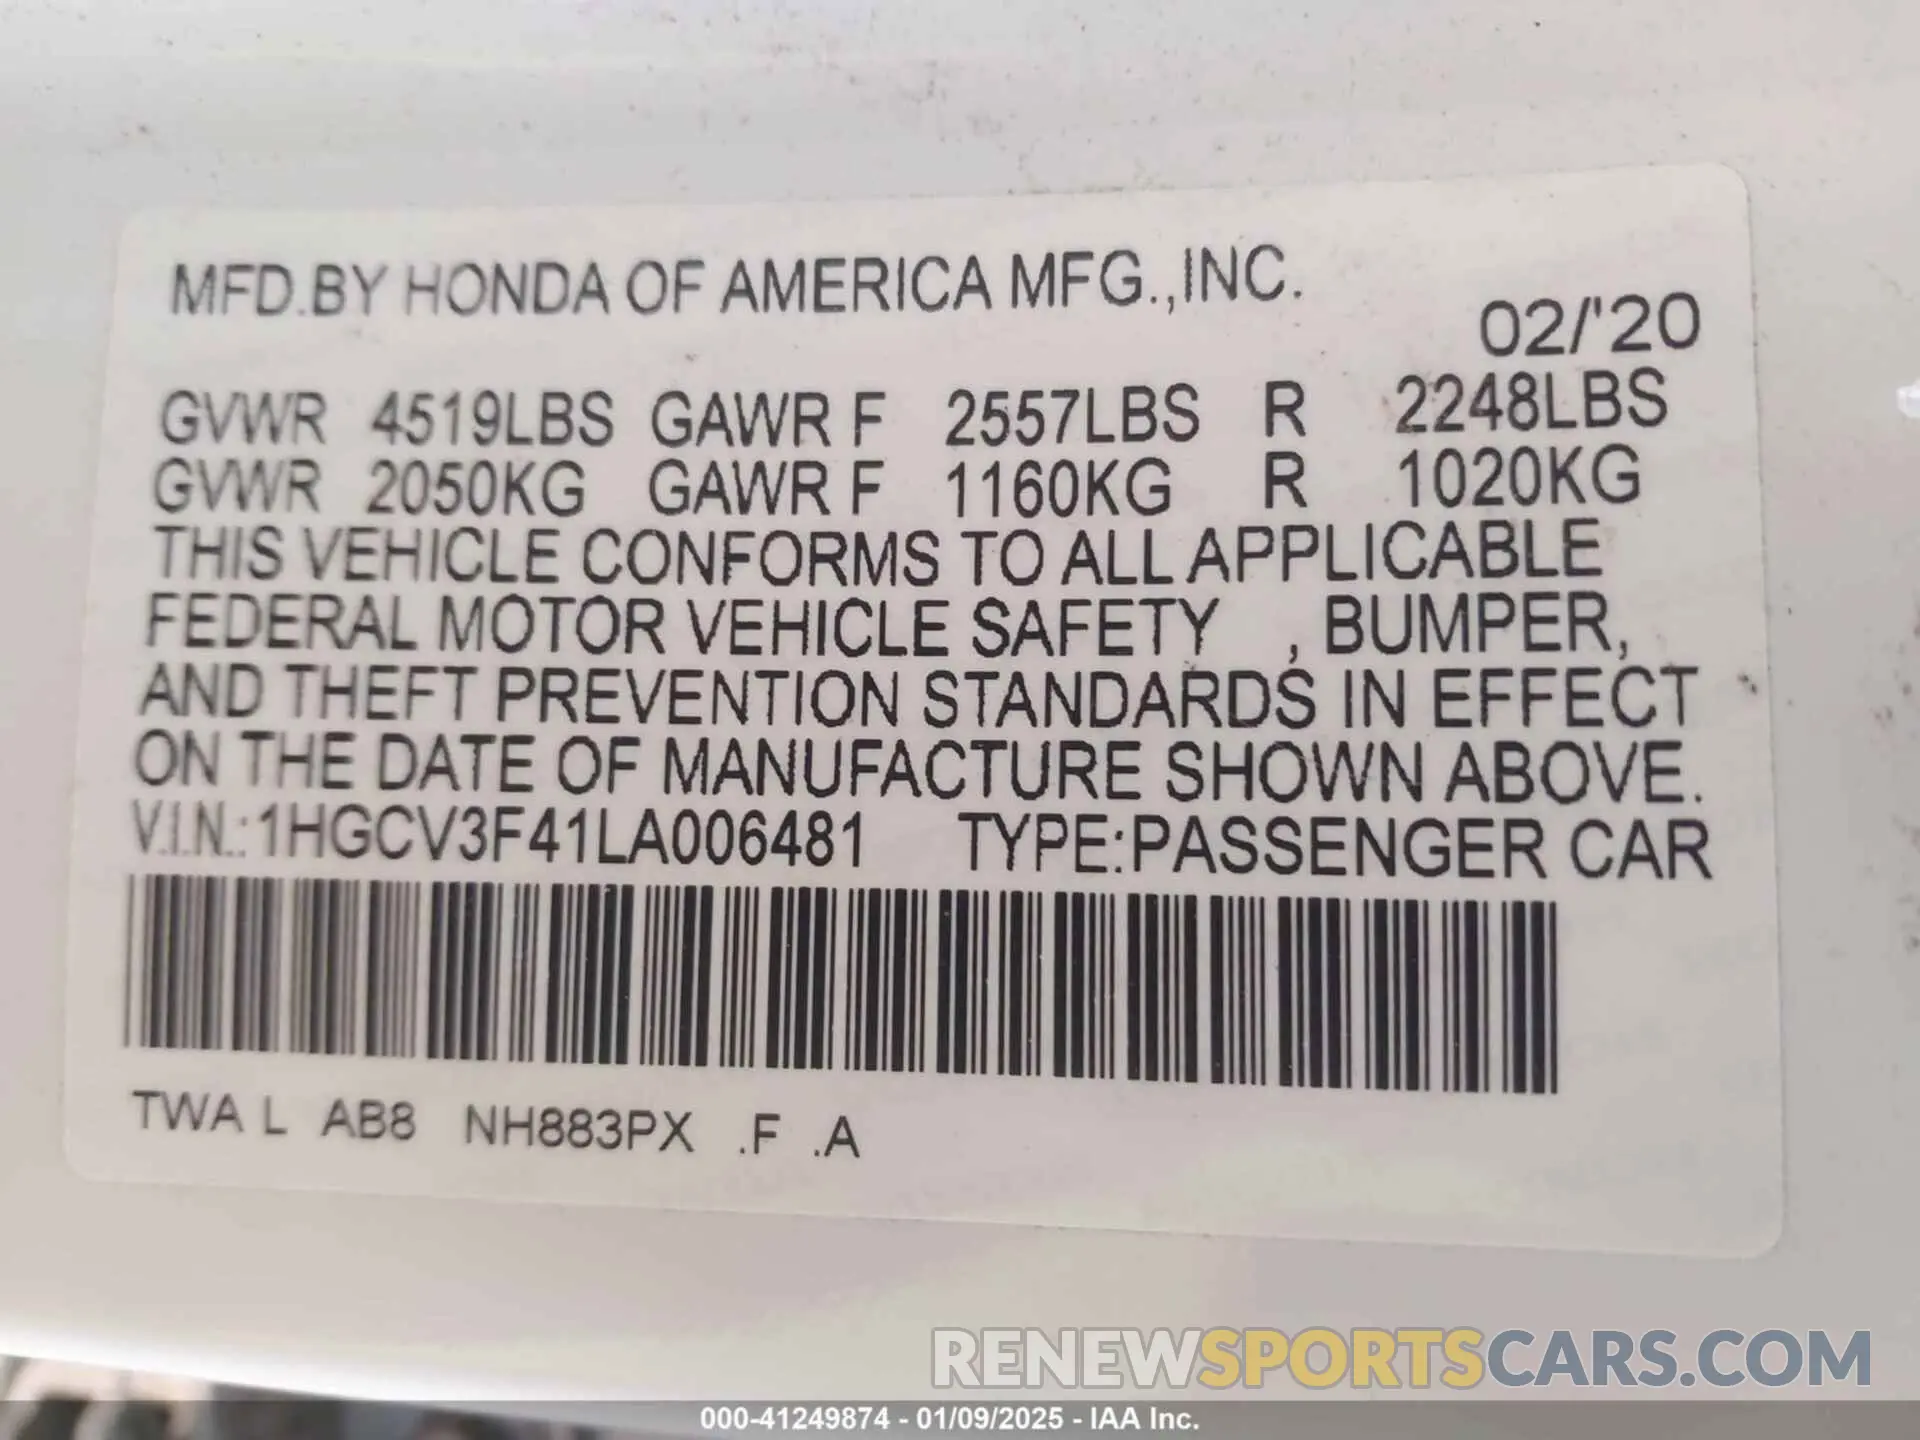 MFD.BY HONDA OF AMERICA MFG.,INC.
02/'20
GVWR 4519LBS GAWR F 2557LBS R 2248LBS
GVWR 2050KG GAWR F 1160KG R 1020KG
THIS VEHICLE CONFORMS TO ALL APPLICABLE
FEDERAL MOTOR VEHICLE SAFETY , BUMPER,
AND THEFT PREVENTION STANDARDS IN EFFECT
ON THE DATE OF MANUFACTURE SHOWN ABOVE.
V.I.N.:1HGCV3F41LA006481 TYPE:PASSENGER CAR
TWA L AB8 NH883PX .F .A
RENEWSPORTSCARS.COM
000-41249874 - 01/09/2025 - IAA Inc.